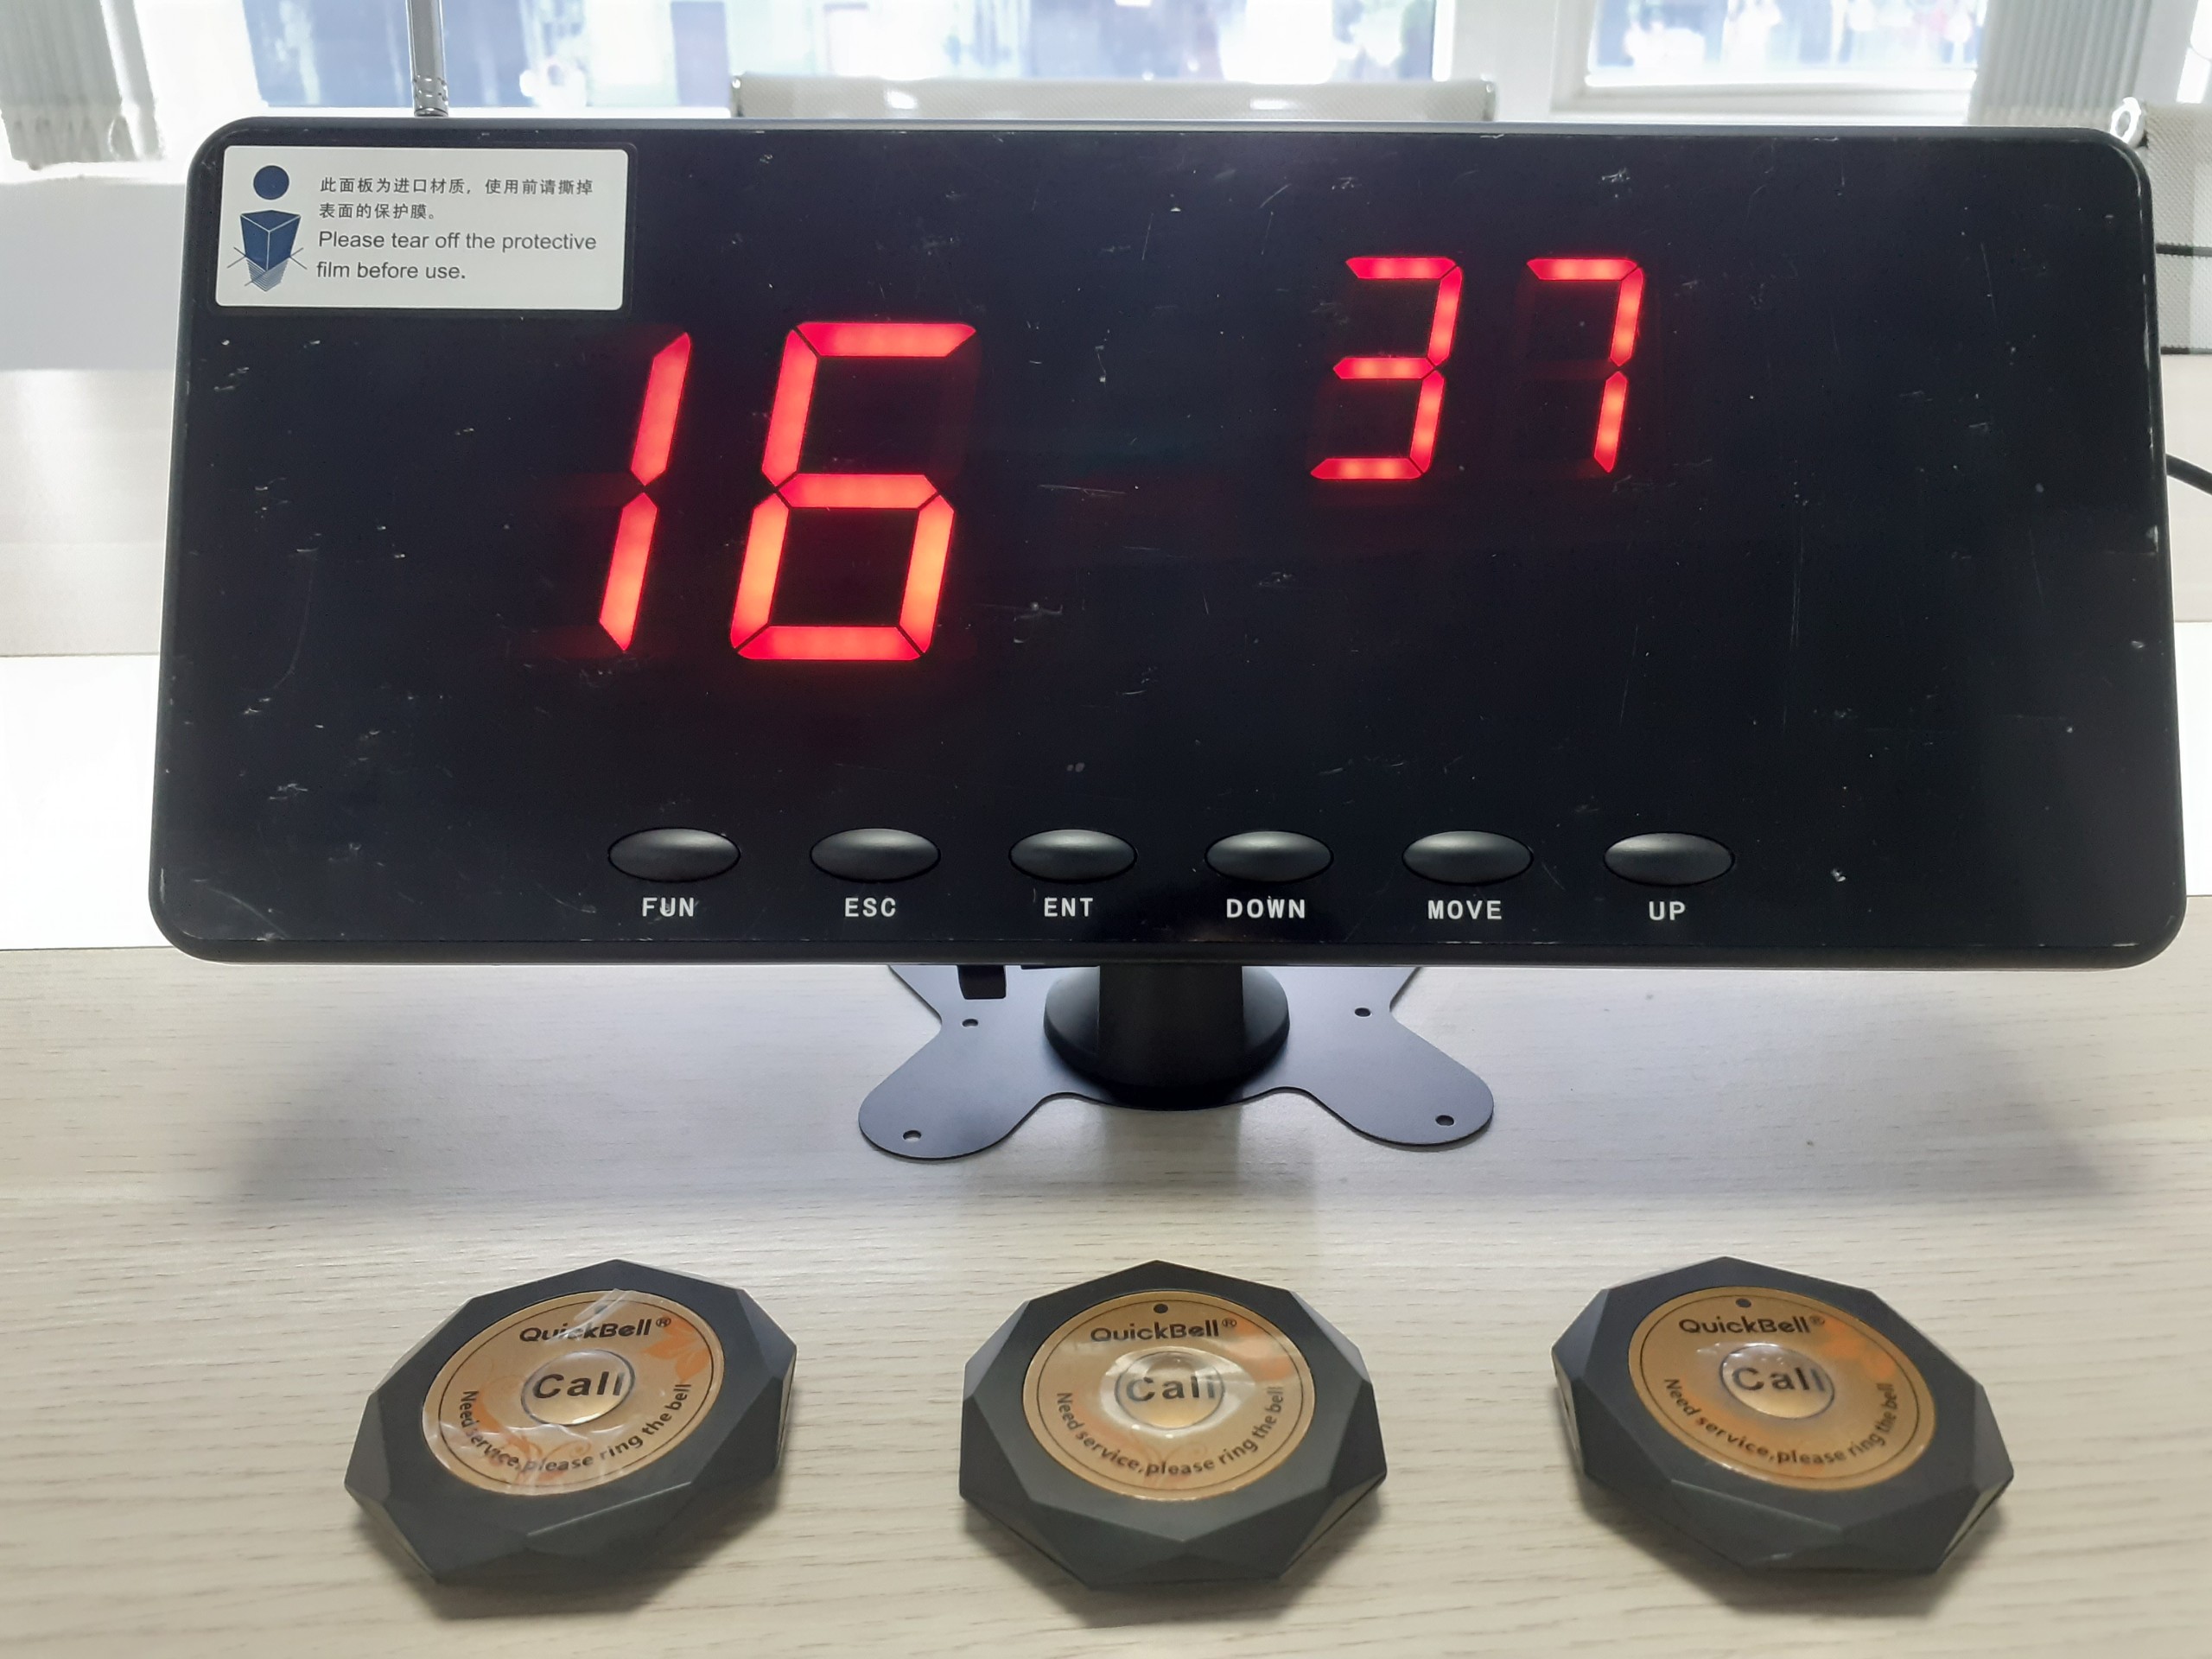 此面板为进口材质，使用前请撕掉
表面的保护膜。
Please tear off the protective
film before use.
16 37
FUN ESC ENT DOWN MOVE UP
QuickBell®
Call
Need service,please ring the bell
QuickBell®
Call
Need service,please ring the bell
QuickBell®
Call
Need service,please ring the bell